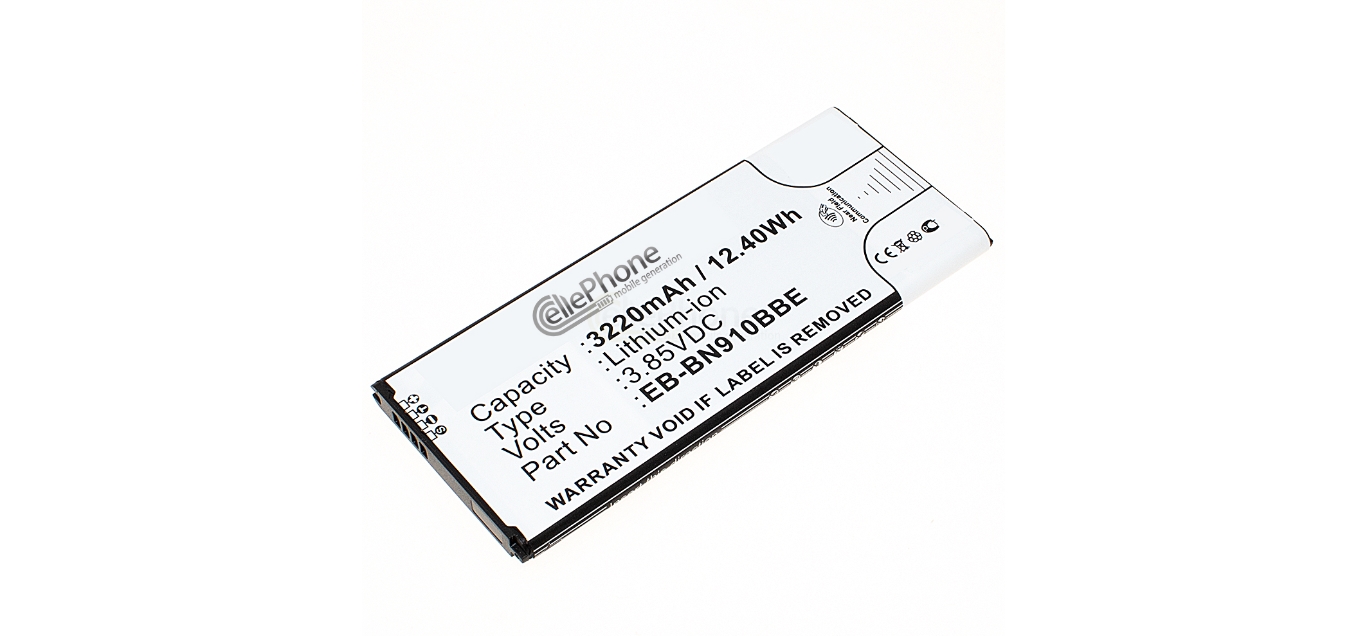 CellePhone
mobile generation
Capacity :3220mAh / 12.40Wh
Type :Lithium-ion
Volts :3.85VDC
Part No :EB-BN910BBE
WARRANTY VOID IF LABEL IS REMOVED
Near Field
Communication
CE